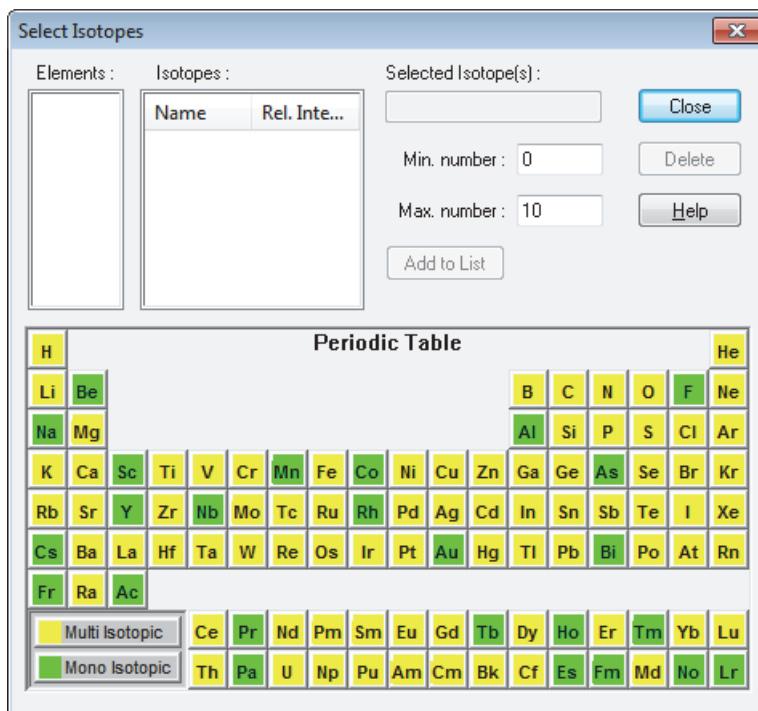 Select Isotopes
Elements : Isotopes : Selected Isotope(s) :
Name Rel. Inte... Close
Min. number : 0 Delete
Max. number : 10 Help
Add to List
Periodic Table
H He
Li Be B C N O F Ne
Na Mg Al Si P S Cl Ar
K Ca Sc Ti V Cr Mn Fe Co Ni Cu Zn Ga Ge As Se Br Kr
Rb Sr Y Zr Nb Mo Tc Ru Rh Pd Ag Cd In Sn Sb Te I Xe
Cs Ba La Hf Ta W Re Os Ir Pt Au Hg Tl Pb Bi Po At Rn
Fr Ra Ac
Multi Isotopic Ce Pr Nd Pm Sm Eu Gd Tb Dy Ho Er Tm Yb Lu
Mono Isotopic Th Pa U Np Pu Am Cm Bk Cf Es Fm Md No Lr